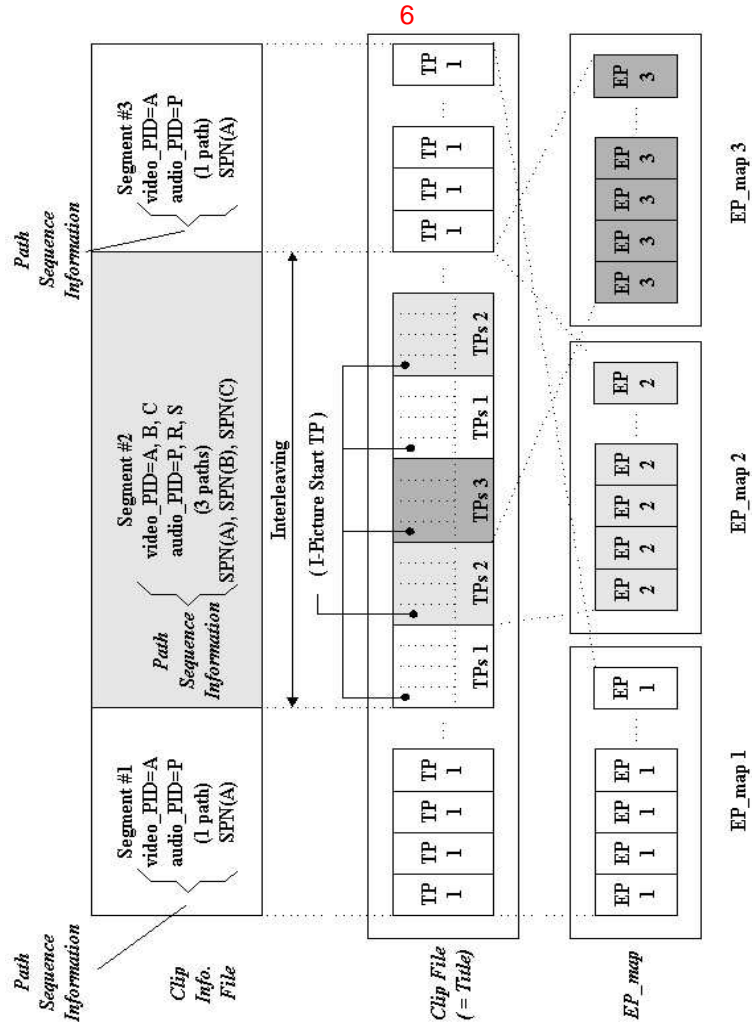 6
Path
Sequence
Information
Path
Sequence
Information
Clip
Info.
File
Segment #1
video_PID=A
audio_PID=P
(1 path)
SPN(A)
Path
Sequence
Information
Segment #2
video_PID=A, B, C
audio_PID=P, R, S
(3 paths)
SPN(A), SPN(B), SPN(C)
Segment #3
video_PID=A
audio_PID=P
(1 path)
SPN(A)
Interleaving
( I-Picture Start TP )
Clip File
( = Title)
TP 1
TP 1
TP 1
TP 1
TPs 1
TPs 2
TPs 3
TPs 1
TPs 2
TP 1
TP 1
TP 1
TP 1
EP_map
EP 1
EP 1
EP 1
EP 1
EP 1
EP 2
EP 2
EP 2
EP 2
EP 2
EP 3
EP 3
EP 3
EP 3
EP 3
EP_map 1
EP_map 2
EP_map 3